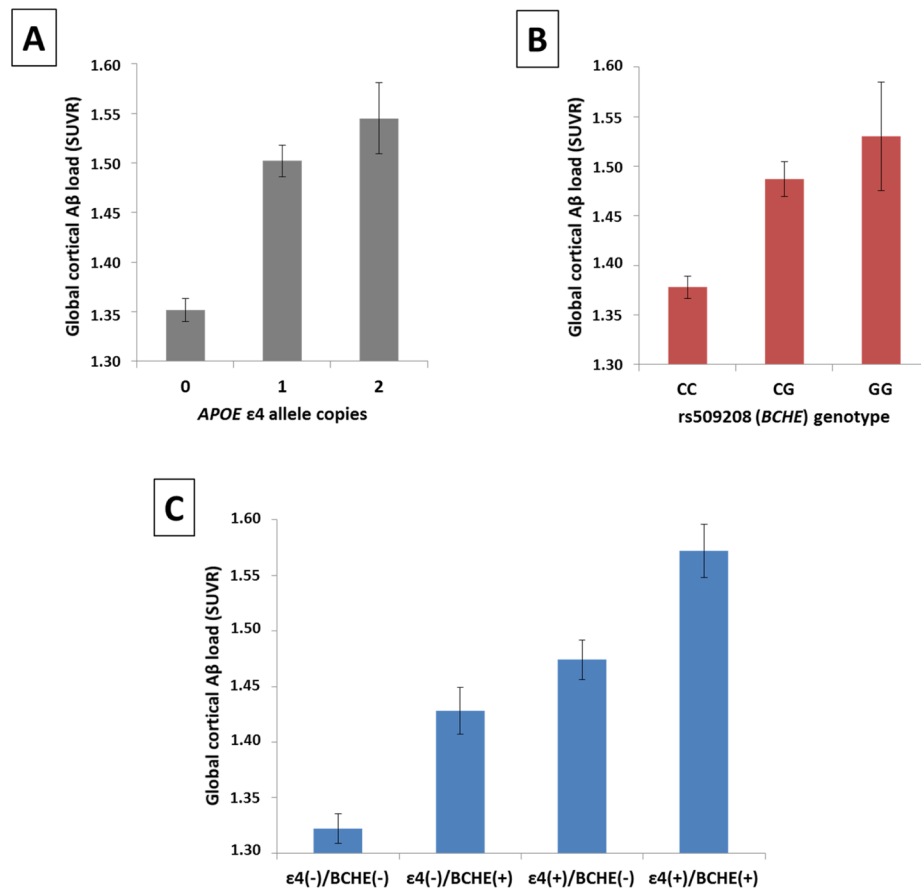 A
Global cortical Aβ load (SUVR)
1.60
1.55
1.50
1.45
1.40
1.35
1.30
0 1 2
APOE ε4 allele copies
B
Global cortical Aβ load (SUVR)
1.60
1.55
1.50
1.45
1.40
1.35
1.30
CC CG GG
rs509208 (BCHE) genotype
C
Global cortical Aβ load (SUVR)
1.60
1.55
1.50
1.45
1.40
1.35
1.30
ε4(-)/BCHE(-) ε4(-)/BCHE(+) ε4(+)/BCHE(-) ε4(+)/BCHE(+)